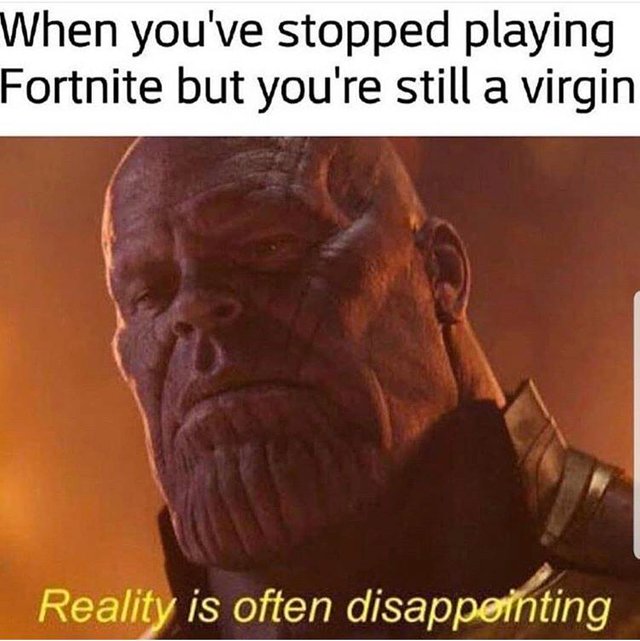 When you've stopped playing
Fortnite but you're still a virgin
Reality is often disappointing